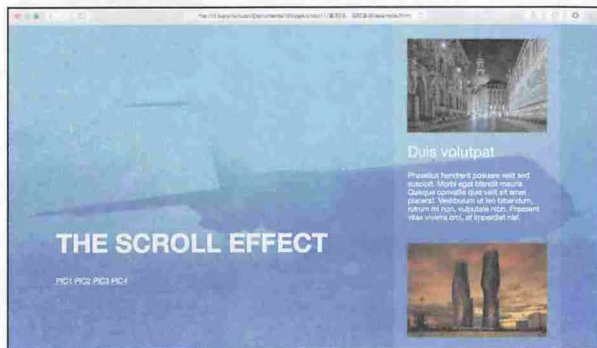 THE SCROLL EFFECT
PIC1 PIC2 PIC3 PIC4
Duis volutpat
Phasellus hendrerit posuere velit sed
suscipit. Morbi eget blandit mauris.
Quisque convallis quis velit sit amet
placerat. Vestibulum ut leo bibendum,
rutrum mi non, vulputate nibh. Praesent
vitae viverra orci, at imperdiet nisl.